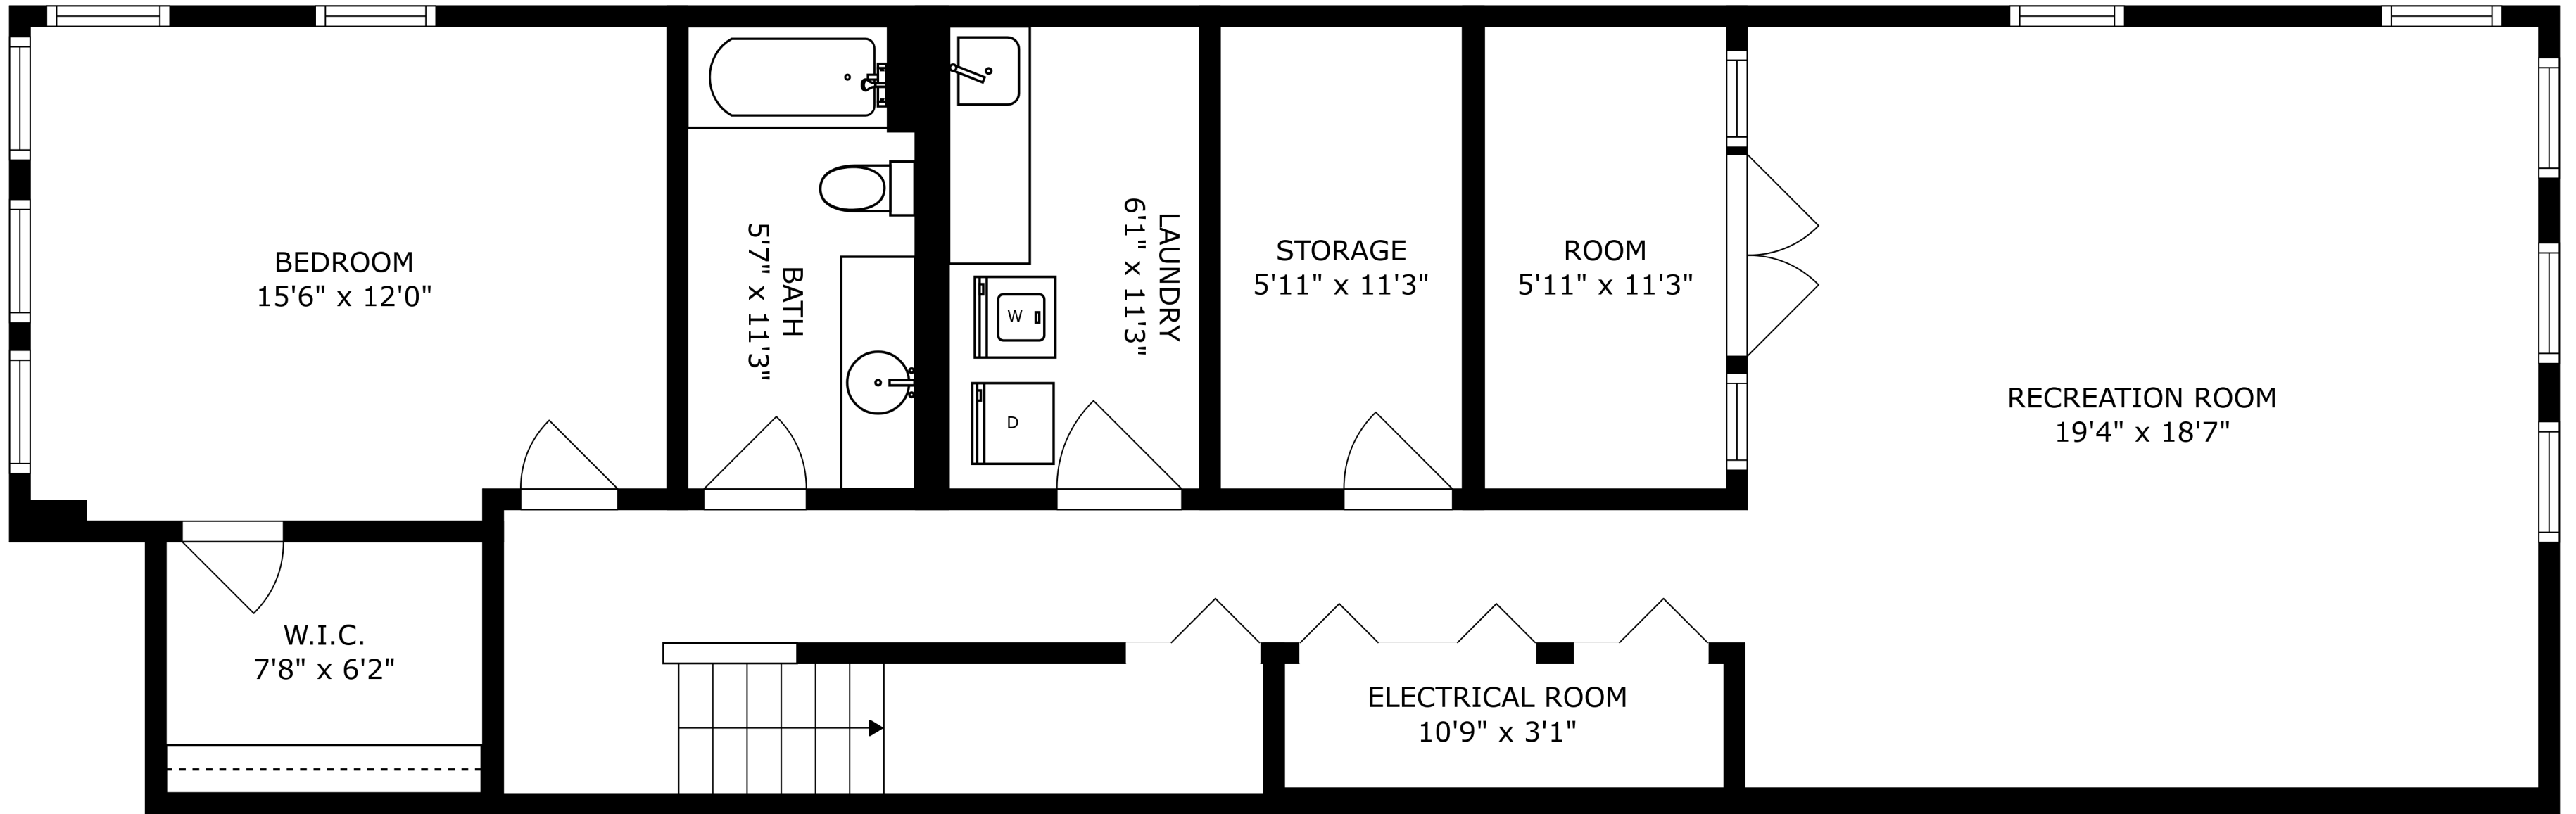 BEDROOM
15'6" x 12'0"
BATH
5'7" x 11'3"
LAUNDRY
6'1" x 11'3"
W
D
STORAGE
5'11" x 11'3"
ROOM
5'11" x 11'3"
RECREATION ROOM
19'4" x 18'7"
W.I.C.
7'8" x 6'2"
ELECTRICAL ROOM
10'9" x 3'1"